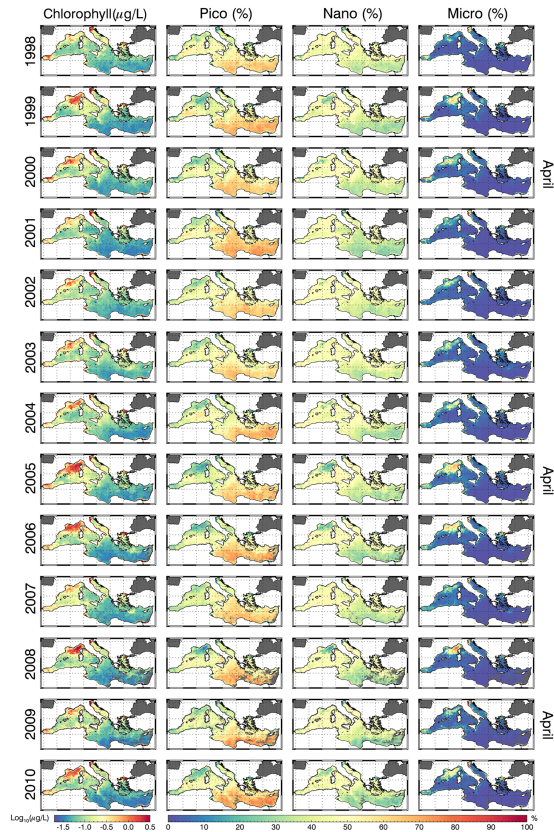 Chlorophyll(μg/L) Pico (%) Nano (%) Micro (%)
1998
1999
2000 April
2001
2002
2003
2004
2005 April
2006
2007
2008
2009 April
2010
Log₁₀(μg/L) -1.5 -1.0 -0.5 0.0 0.5 0 10 20 30 40 50 60 70 80 90 100 %